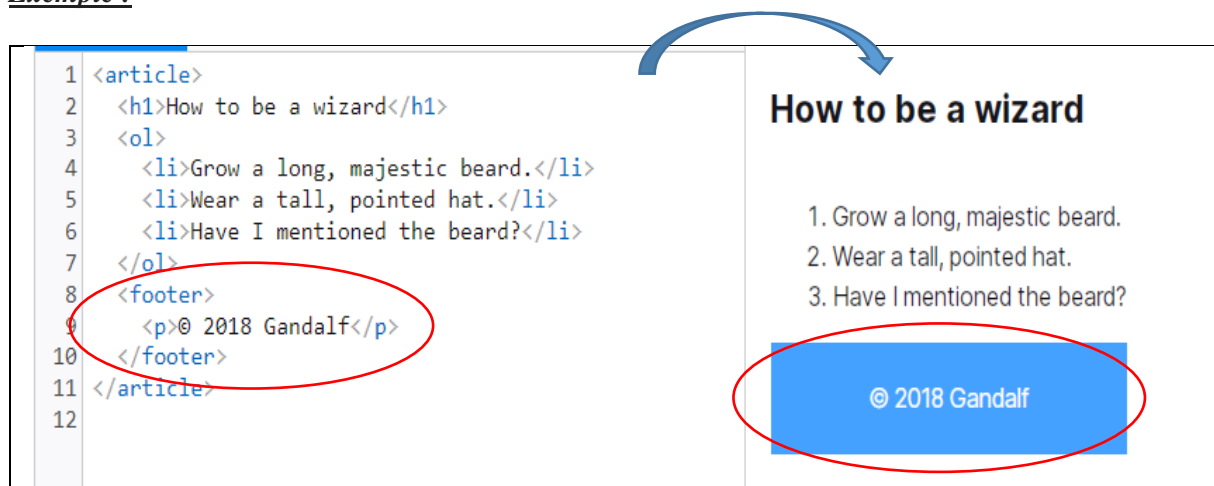 Exemple :
1 <article>
2 <h1>How to be a wizard</h1>
3 <ol>
4 <li>Grow a long, majestic beard.</li>
5 <li>Wear a tall, pointed hat.</li>
6 <li>Have I mentioned the beard?</li>
7 </ol>
8 <footer>
9 <p>© 2018 Gandalf</p>
10 </footer>
11 </article>
12
How to be a wizard
1. Grow a long, majestic beard.
2. Wear a tall, pointed hat.
3. Have I mentioned the beard?
© 2018 Gandalf